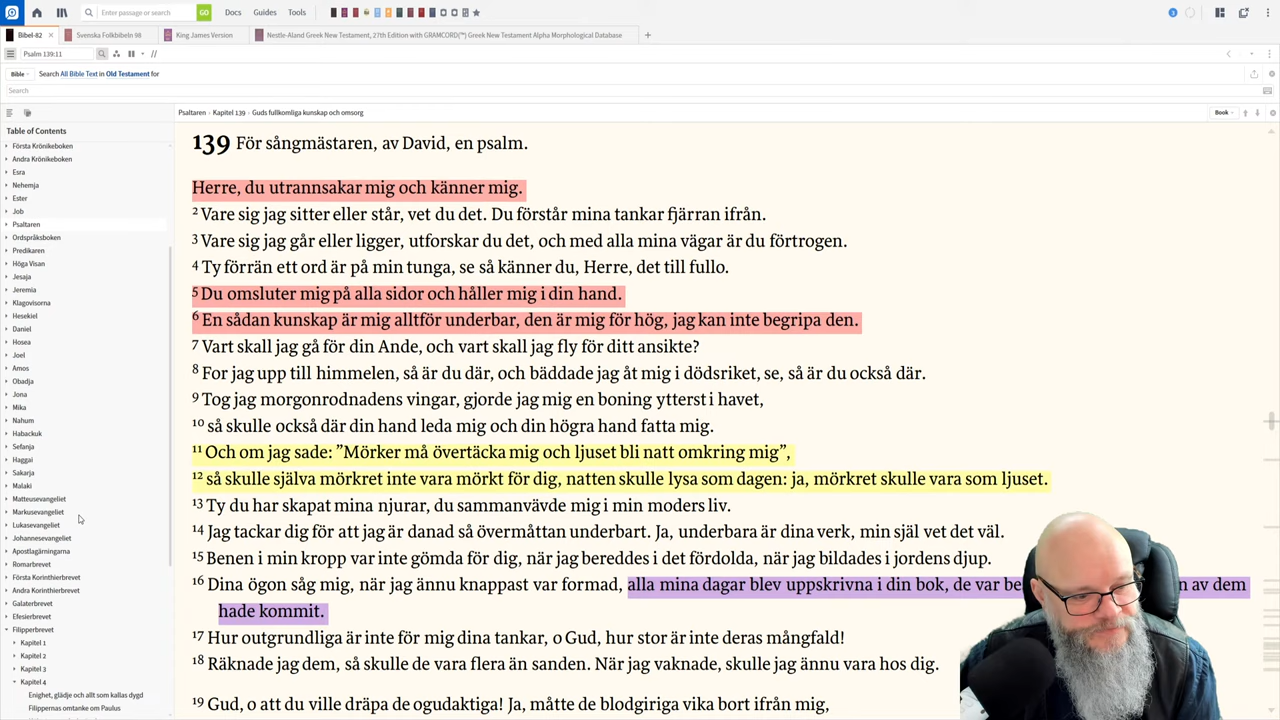 Enter passage or search
GO
Docs
Guides
Tools
3
Bibel-82
Svenska Folkbibeln 98
King James Version
Nestle-Aland Greek New Testament, 27th Edition with GRAMCORD(™) Greek New Testament Alpha Morphological Database
Psalm 139:11
Bible
Search All Bible Text in Old Testament for
Search
Psaltaren · Kapitel 139 · Guds fullkomliga kunskap och omsorg
Book
Table of Contents
Första Krönikeboken
Andra Krönikeboken
Esra
Nehemja
Ester
Job
Psaltaren
Ordspråksboken
Predikaren
Höga Visan
Jesaja
Jeremia
Klagovisorna
Hesekiel
Daniel
Hosea
Joel
Amos
Obadja
Jona
Mika
Nahum
Habackuk
Sefanja
Haggai
Sakarja
Malaki
Matteusevangeliet
Markusevangeliet
Lukasevangeliet
Johannesevangeliet
Apostlagärningarna
Romarbrevet
Första Korinthierbrevet
Andra Korinthierbrevet
Galaterbrevet
Efesierbrevet
Filipperbrevet
Kapitel 1
Kapitel 2
Kapitel 3
Kapitel 4
Enighet, glädje och allt som kallas dygd
Filippernas omtanke om Paulus
139 För sångmästaren, av David, en psalm.
Herre, du utrannsakar mig och känner mig.
2 Vare sig jag sitter eller står, vet du det. Du förstår mina tankar fjärran ifrån.
3 Vare sig jag går eller ligger, utforskar du det, och med alla mina vägar är du förtrogen.
4 Ty förrän ett ord är på min tunga, se så känner du, Herre, det till fullo.
5 Du omsluter mig på alla sidor och håller mig i din hand.
6 En sådan kunskap är mig alltför underbar, den är mig för hög, jag kan inte begripa den.
7 Vart skall jag gå för din Ande, och vart skall jag fly för ditt ansikte?
8 For jag upp till himmelen, så är du där, och bäddade jag åt mig i dödsriket, se, så är du också där.
9 Tog jag morgonrodnadens vingar, gjorde jag mig en boning ytterst i havet,
10 så skulle också där din hand leda mig och din högra hand fatta mig.
11 Och om jag sade: ”Mörker må övertäcka mig och ljuset bli natt omkring mig”,
12 så skulle själva mörkret inte vara mörkt för dig, natten skulle lysa som dagen: ja, mörkret skulle vara som ljuset.
13 Ty du har skapat mina njurar, du sammanvävde mig i min moders liv.
14 Jag tackar dig för att jag är danad så övermåttan underbart. Ja, underbara är dina verk, min själ vet det väl.
15 Benen i min kropp var inte gömda för dig, när jag bereddes i det fördolda, när jag bildades i jordens djup.
16 Dina ögon såg mig, när jag ännu knappast var formad, alla mina dagar blev uppskrivna i din bok, de var av dem
hade kommit.
17 Hur outgrundliga är inte för mig dina tankar, o Gud, hur stor är inte deras mångfald!
18 Räknade jag dem, så skulle de vara flera än sanden. När jag vaknade, skulle jag ännu vara hos dig.
19 Gud, o att du ville dräpa de ogudaktiga! Ja, måtte de blodgiriga vika bort ifrån mig,